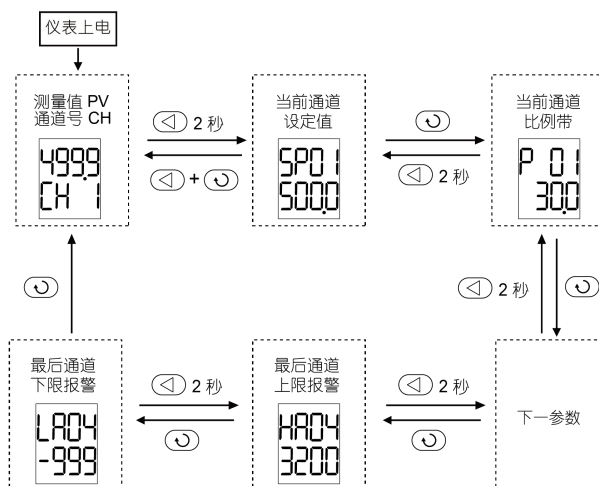 仪表上电
测量值 PV
通道号 CH
499.9
CH 1
2 秒
+
当前通道
设定值
SP01
500.0
2 秒
当前通道
比例带
P 01
30.0
2 秒
最后通道
下限报警
LA04
-999
2 秒
最后通道
上限报警
HA04
3200
2 秒
下一参数